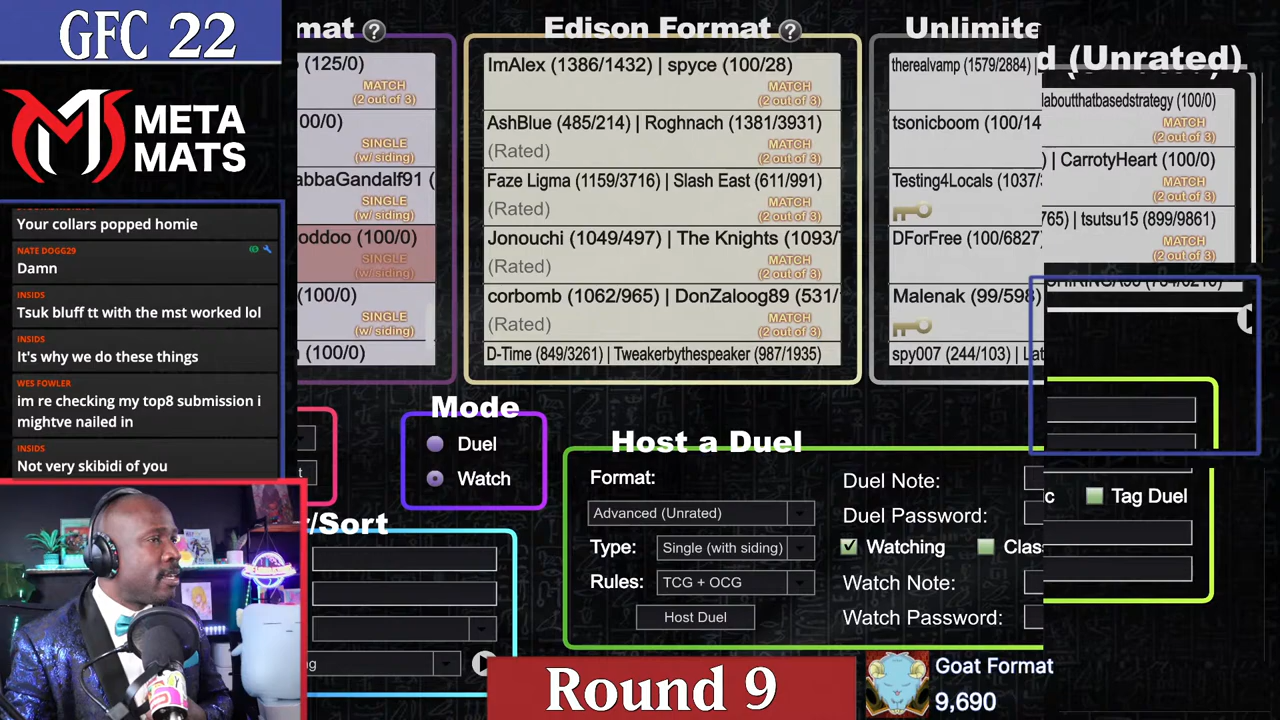 GFC 22
META
MATS
Your collars popped homie
NATE DOGG29
Damn
INSIDS
Tsuk bluff tt with the mst worked lol
INSIDS
It's why we do these things
WES FOWLER
im re checking my top8 submission i
mightve nailed in
INSIDS
Not very skibidi of you
mat ?
(125/0)
MATCH
(2 out of 3)
00/0)
SINGLE
(w/ siding)
abbaGandalf91 (
SINGLE
(w/ siding)
oddoo (100/0)
SINGLE
(w/ siding)
(100/0)
SINGLE
(w/ siding)
(100/0)
Edison Format ?
ImAlex (1386/1432) | spyce (100/28)
MATCH
(2 out of 3)
AshBlue (485/214) | Roghnach (1381/3931)
(Rated)
MATCH
(2 out of 3)
Faze Ligma (1159/3716) | Slash East (611/991)
(Rated)
MATCH
(2 out of 3)
Jonouchi (1049/497) | The Knights (1093/
(Rated)
MATCH
(2 out of 3)
corbomb (1062/965) | DonZaloog89 (531/
(Rated)
MATCH
(2 out of 3)
D-Time (849/3261) | Tweakerbythespeaker (987/1935)
Unlimite
therealvamp (1579/2884) |
tsonicboom (100/14
Testing4Locals (1037/
DForFree (100/6827)
Malenak (99/598)
spy007 (244/103) | Lat
d (Unrated)
laboutthatbasedstrategy (100/0)
MATCH
(2 out of 3)
) | CarrotyHeart (100/0)
MATCH
(2 out of 3)
765) | tsutsu15 (899/9861)
MATCH
(2 out of 3)
Mode
Duel
Watch
/Sort
Host a Duel
Format:
Advanced (Unrated)
Type:
Single (with siding)
Rules:
TCG + OCG
Host Duel
Duel Note:
Duel Password:
Watching
Clas
Watch Note:
Watch Password:
c
Tag Duel
ng
Round 9
Goat Format
9,690